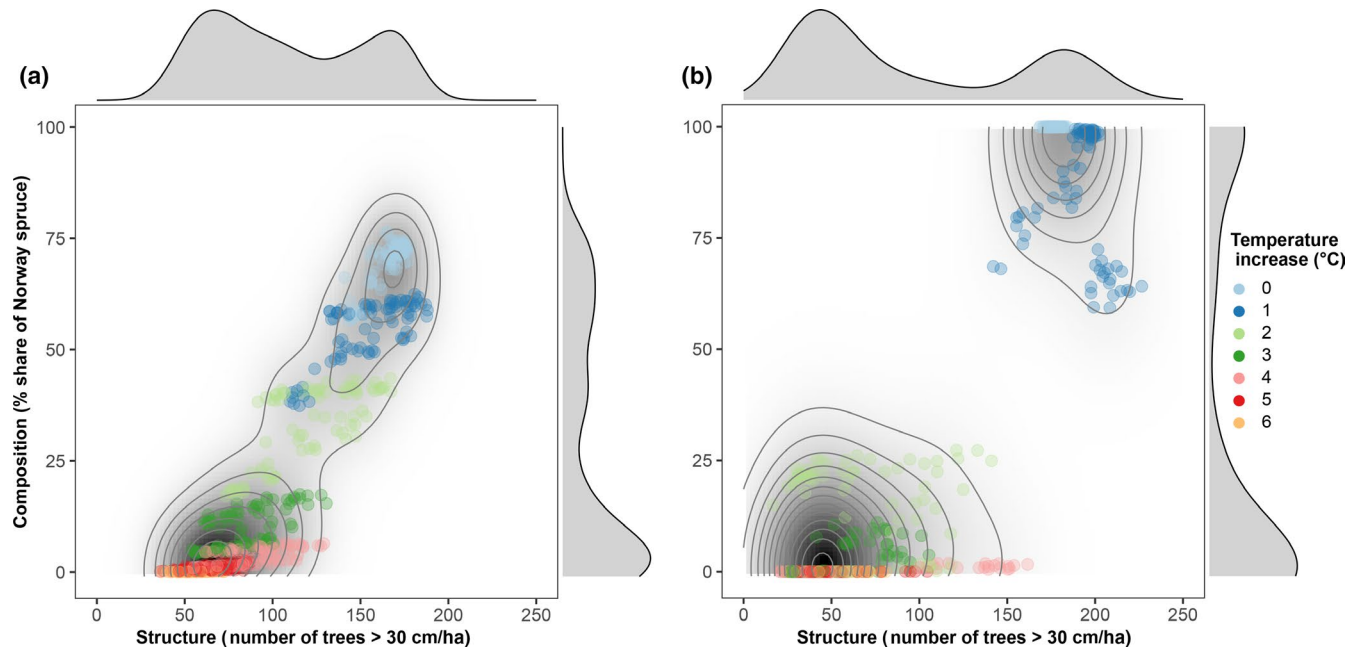 (a)
(b)
Composition (% share of Norway spruce)
100
75
50
25
0
0 50 100 150 200 250
Structure (number of trees > 30 cm/ha)
100
75
50
25
0
0 50 100 150 200 250
Structure (number of trees > 30 cm/ha)
Temperature
increase (°C)
0
1
2
3
4
5
6